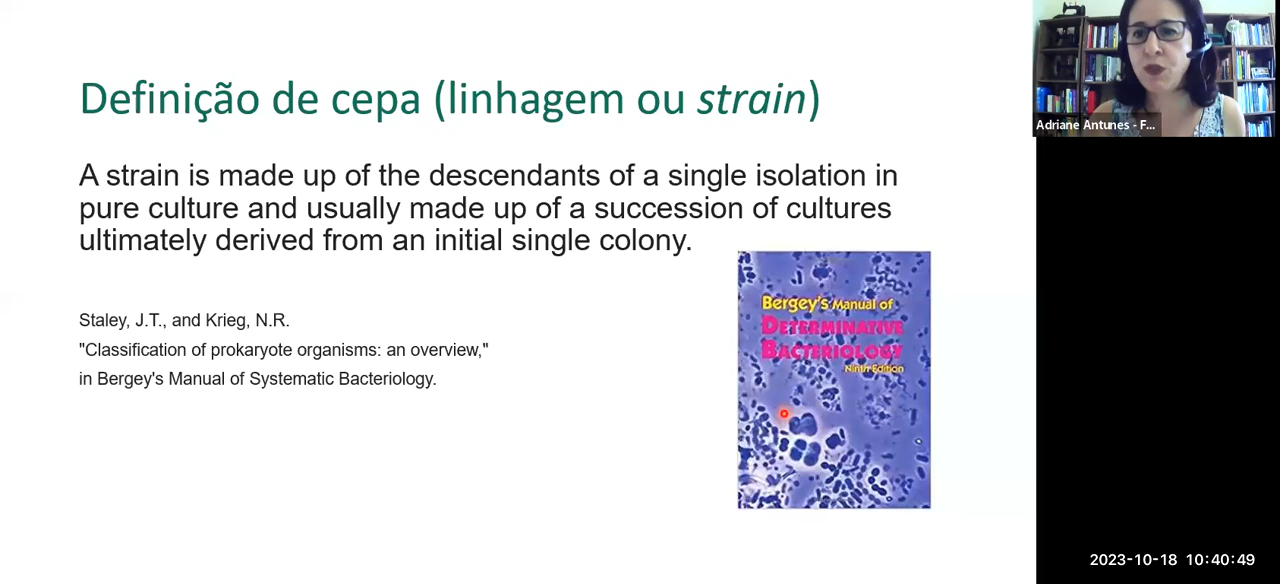 Definição de cepa (linhagem ou strain)
A strain is made up of the descendants of a single isolation in
pure culture and usually made up of a succession of cultures
ultimately derived from an initial single colony.
Staley, J.T., and Krieg, N.R.
"Classification of prokaryote organisms: an overview,"
in Bergey's Manual of Systematic Bacteriology.
Bergey's Manual of
DETERMINATIVE
BACTERIOLOGY
Ninth Edition
Adriane Antunes - F...
2023-10-18 10:40:49